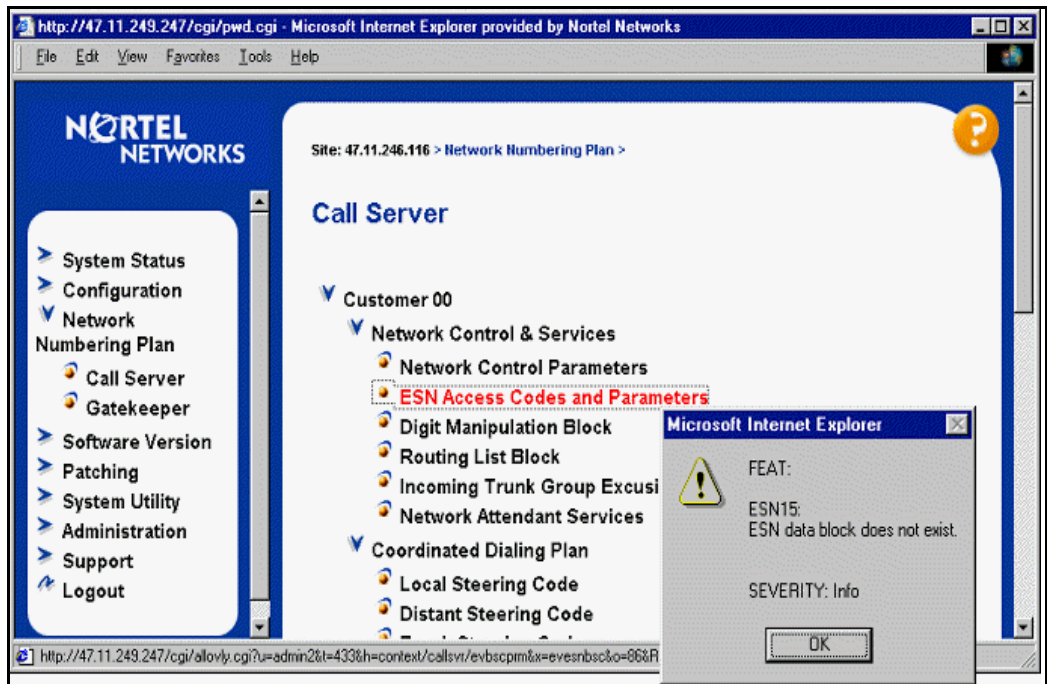 http://47.11.249.247/cgi/pwd.cgi - Microsoft Internet Explorer provided by Nortel Networks
File Edit View Favorites Tools Help
NORTEL
NETWORKS
System Status
Configuration
Network
Numbering Plan
Call Server
Gatekeeper
Software Version
Patching
System Utility
Administration
Support
Logout
?
Site: 47.11.246.116 > Network Numbering Plan >
Call Server
Customer 00
Network Control & Services
Network Control Parameters
ESN Access Codes and Parameters
Digit Manipulation Block
Routing List Block
Incoming Trunk Group Excusi
Network Attendant Services
Coordinated Dialing Plan
Local Steering Code
Distant Steering Code
Microsoft Internet Explorer
FEAT:
ESN15:
ESN data block does not exist.
SEVERITY: Info
OK
http://47.11.249.247/cgi/allovly.cgi?u=admin2&t=433&h=context/callsvr/evbscprm&x=evesnbsc&o=86&R